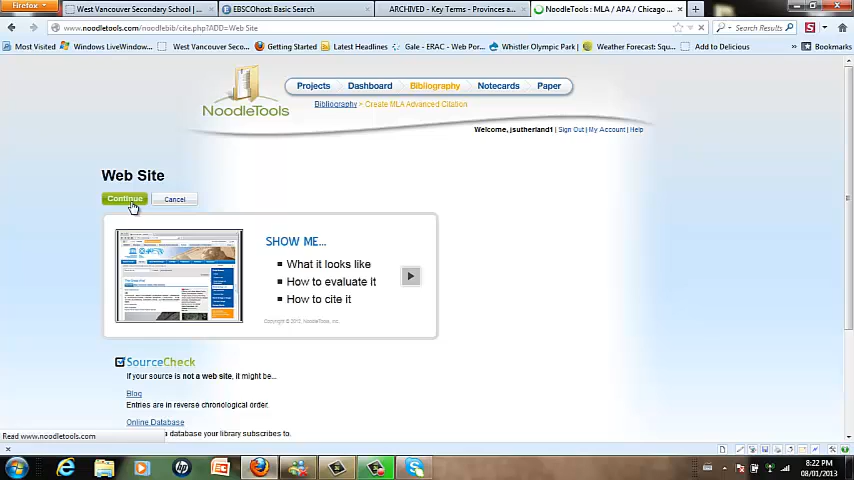 Firefox
West Vancouver Secondary School | ...
EBSCOhost: Basic Search
ARCHIVED - Key Terms - Provinces a...
NoodleTools : MLA / APA / Chicago ...
www.noodletools.com/noodlebib/cite.php?ADD=Web Site
Search Results
Most Visited
Windows LiveWindow...
Getting Started
Latest Headlines
Gale - ERAC - Web Por...
Whistler Olympic Park |...
Weather Forecast: Squ...
Add to Delicious
Bookmarks
NoodleTools
Projects Dashboard Bibliography Notecards Paper
Bibliography > Create MLA Advanced Citation
Welcome, jsutherland1 | Sign Out | My Account | Help
Web Site
Continue Cancel
SHOW ME...
What it looks like
How to evaluate it
How to cite it
Copyright © 2012, NoodleTools, Inc.
SourceCheck
If your source is not a web site, it might be...
Blog
Entries are in reverse chronological order.
Online Database
a database your library subscribes to.
Read www.noodletools.com
8:22 PM
08/01/2013